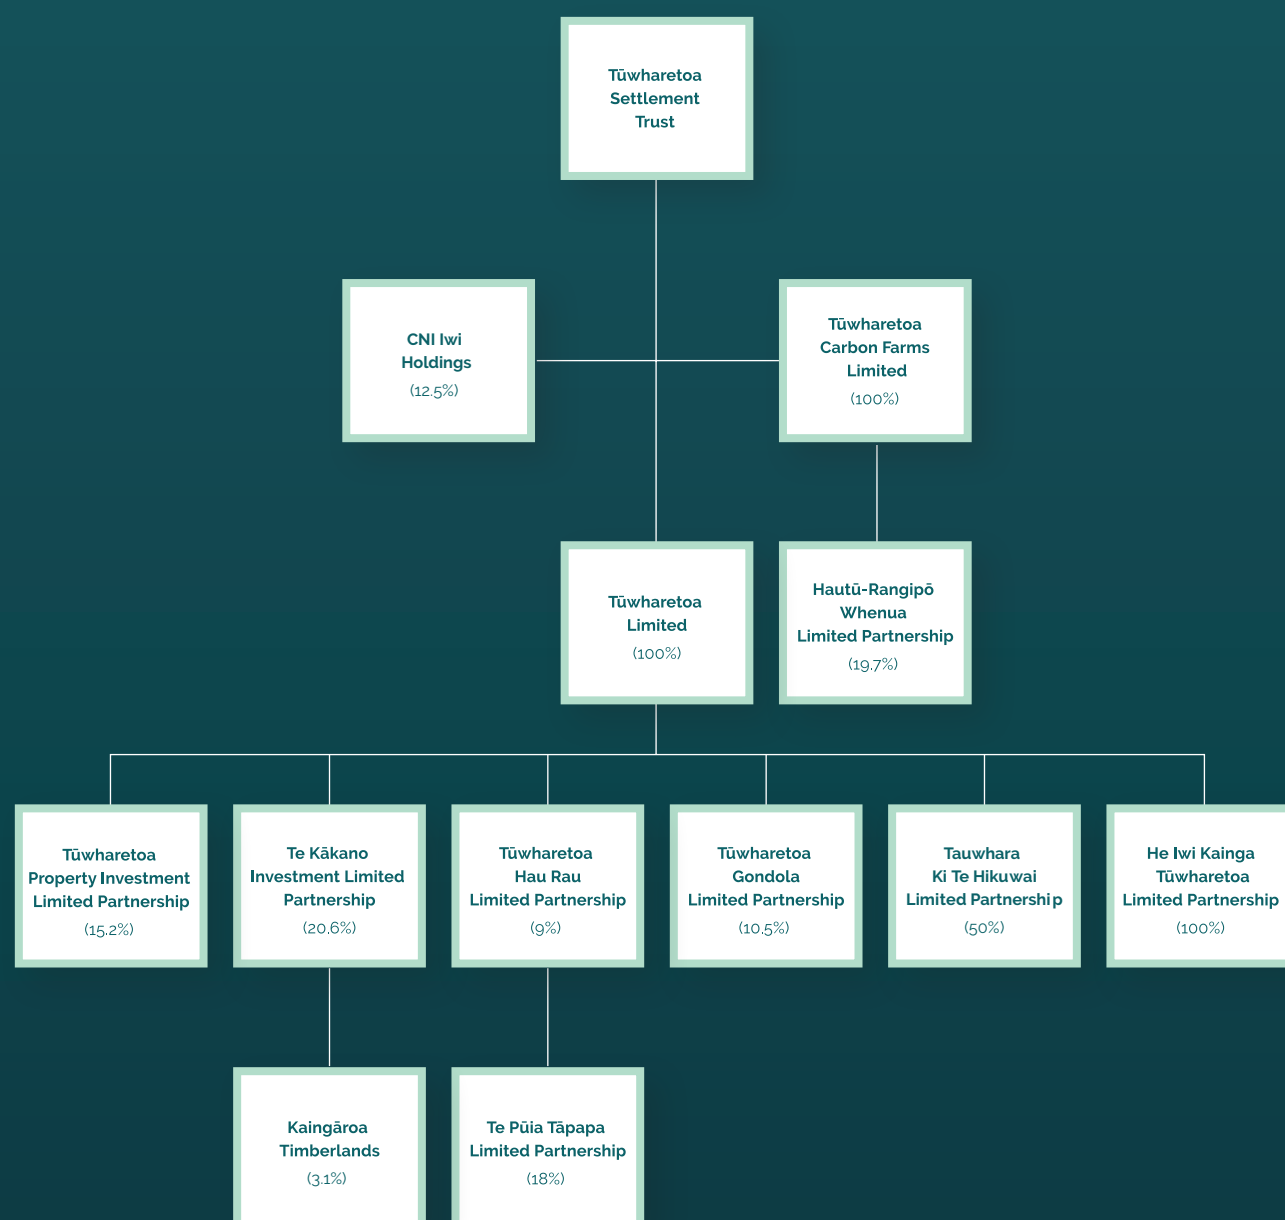 Tūwharetoa
Settlement
Trust
CNI Iwi
Holdings
(12.5%)
Tūwharetoa
Carbon Farms
Limited
(100%)
Tūwharetoa
Limited
(100%)
Hautū-Rangipō
Whenua
Limited Partnership
(19.7%)
Tūwharetoa
Property Investment
Limited Partnership
(15.2%)
Te Kākano
Investment Limited
Partnership
(20.6%)
Tūwharetoa
Hau Rau
Limited Partnership
(9%)
Tūwharetoa
Gondola
Limited Partnership
(10.5%)
Tauwhara
Ki Te Hikuwai
Limited Partnership
(50%)
He Iwi Kainga
Tūwharetoa
Limited Partnership
(100%)
Kaingāroa
Timberlands
(3.1%)
Te Pūia Tāpapa
Limited Partnership
(18%)